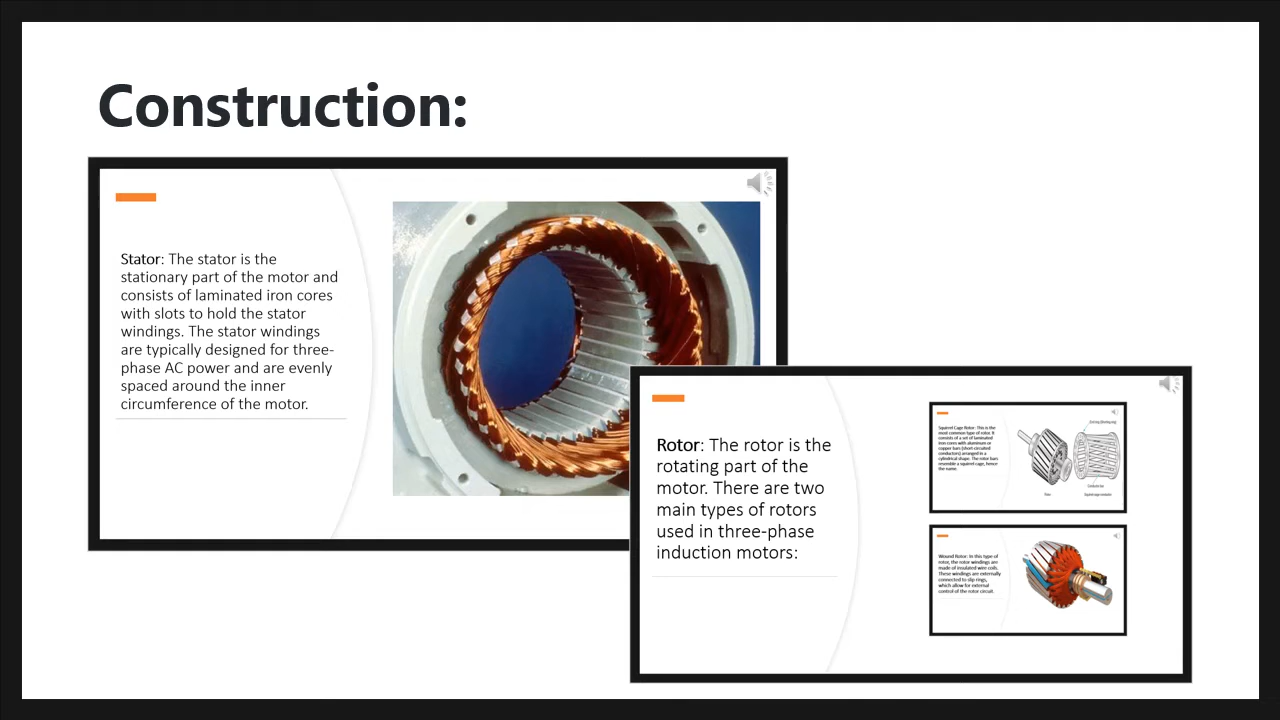 Construction:
Stator: The stator is the
stationary part of the motor and
consists of laminated iron cores
with slots to hold the stator
windings. The stator windings
are typically designed for three-
phase AC power and are evenly
spaced around the inner
circumference of the motor.
Rotor: The rotor is the
rotating part of the
motor. There are two
main types of rotors
used in three-phase
induction motors:
Squirrel Cage Rotor: This is the
most common type of rotor. It
consists of a set of laminated
iron cores with aluminum or
copper bars (short-circuited
conductors) arranged in a
cylindrical shape. The rotor bars
resemble a squirrel cage, hence
the name.
Conductor bar
Squirrel cage conductor
Wound Rotor: In this type of
rotor, the rotor windings are
made of insulated wire coils.
These windings are externally
connected to slip rings,
which allow for external
control of the rotor circuit.